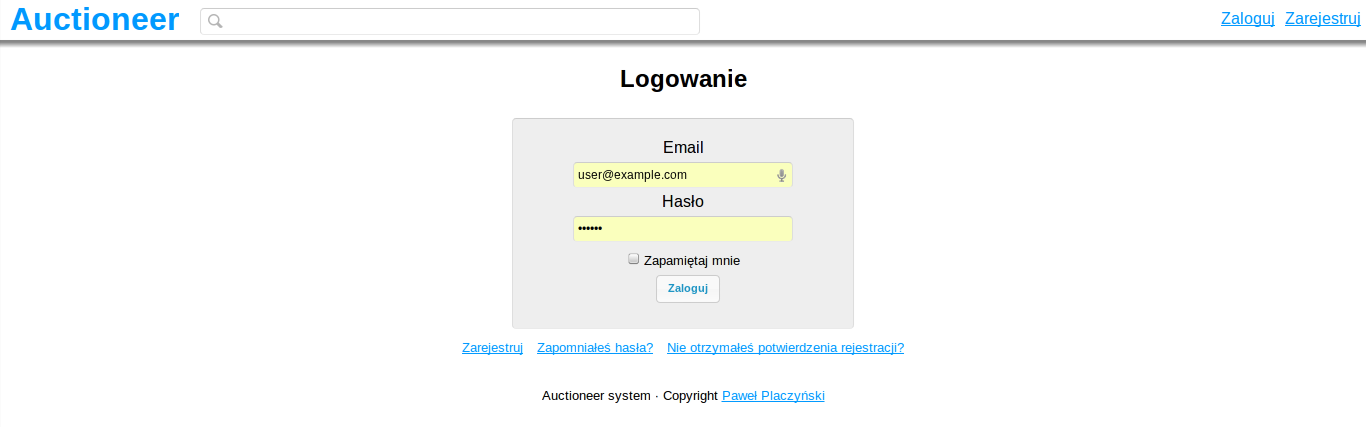 Auctioneer
Zaloguj Zarejestruj
Logowanie
Email
user@example.com
Hasło
••••••
Zapamiętaj mnie
Zaloguj
Zarejestruj Zapomniałeś hasła? Nie otrzymałeś potwierdzenia rejestracji?
Auctioneer system · Copyright Paweł Placzyński